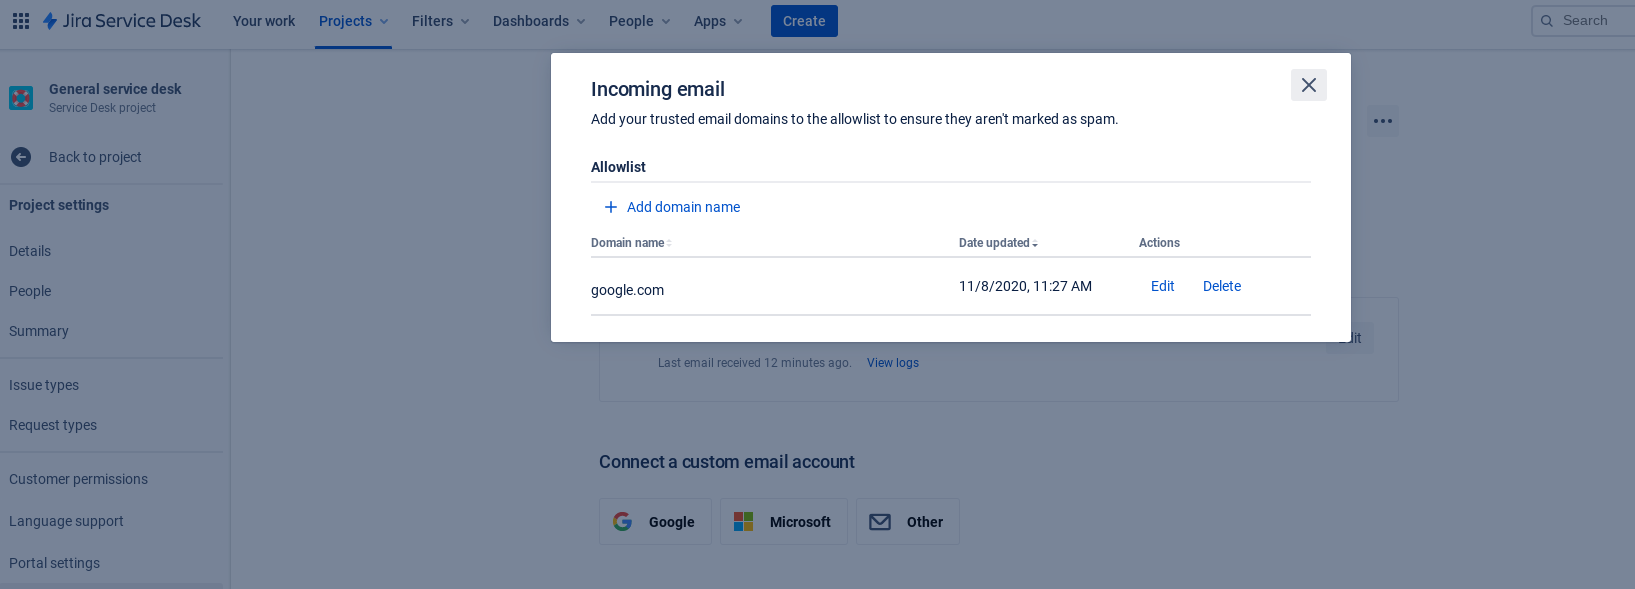 Jira Service Desk Your work Projects Filters Dashboards People Apps Create Search
General service desk
Service Desk project
Back to project
Project settings
Details
People
Summary
Issue types
Request types
Customer permissions
Language support
Portal settings
Incoming email
Add your trusted email domains to the allowlist to ensure they aren't marked as spam.
Allowlist
Add domain name
Domain name Date updated Actions
google.com 11/8/2020, 11:27 AM Edit Delete
Last email received 12 minutes ago. View logs
Connect a custom email account
Google Microsoft Other